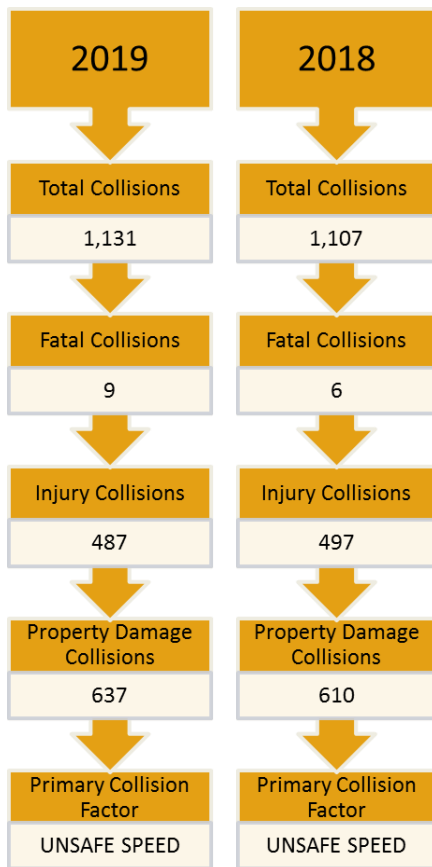 2019
Total Collisions
1,131
Fatal Collisions
9
Injury Collisions
487
Property Damage
Collisions
637
Primary Collision
Factor
UNSAFE SPEED
2018
Total Collisions
1,107
Fatal Collisions
6
Injury Collisions
497
Property Damage
Collisions
610
Primary Collision
Factor
UNSAFE SPEED